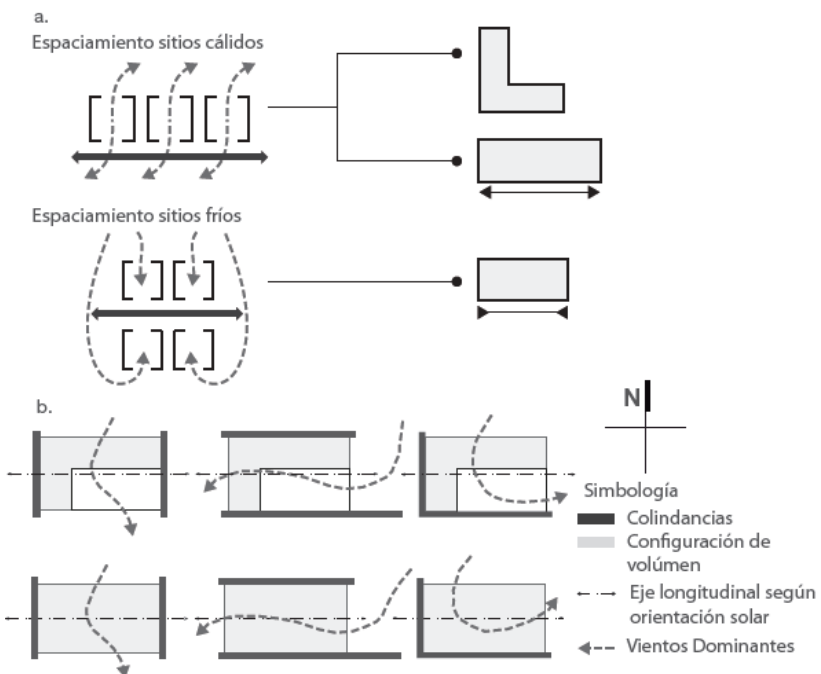 a.
Espaciamiento sitios cálidos
Espaciamiento sitios fríos
b.
N
Simbología
Colindancias
Configuración de
volúmen
Eje longitudinal según
orientación solar
Vientos Dominantes